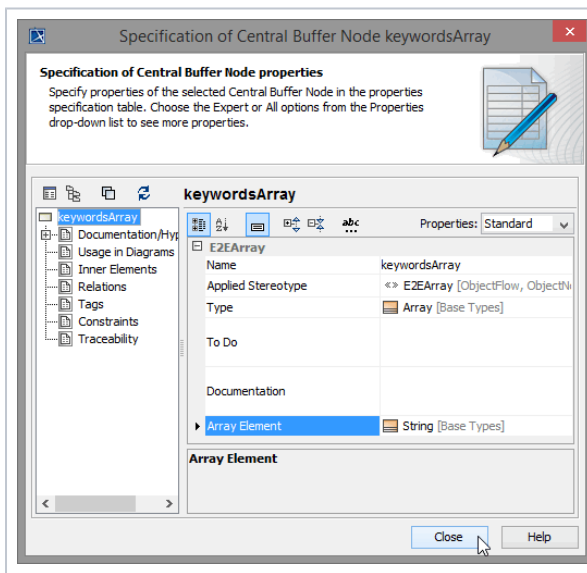 Specification of Central Buffer Node keywordsArray
Specification of Central Buffer Node properties
Specify properties of the selected Central Buffer Node in the properties
specification table. Choose the Expert or All options from the Properties
drop-down list to see more properties.
keywordsArray
keywordsArray
Documentation/Hyp
Usage in Diagrams
Inner Elements
Relations
Tags
Constraints
Traceability
abc
Properties: Standard
E2EArray
Name keywordsArray
Applied Stereotype «» E2EArray [ObjectFlow, ObjectN
Type Array [Base Types]
To Do
Documentation
Array Element String [Base Types]
Array Element
Close Help